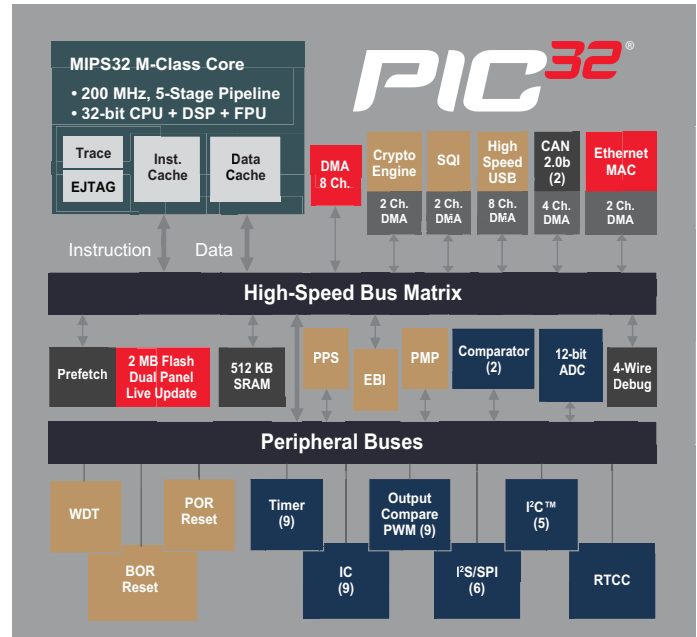 MIPS32 M-Class Core
• 200 MHz, 5-Stage Pipeline
• 32-bit CPU + DSP + FPU
Trace
EJTAG
Inst.
Cache
Data
Cache
PIC32®
DMA
8 Ch.
Crypto
Engine
2 Ch.
DMA
SQI
2 Ch.
DMA
High
Speed
USB
8 Ch.
DMA
CAN
2.0b
(2)
4 Ch.
DMA
Ethernet
MAC
2 Ch.
DMA
Instruction
Data
High-Speed Bus Matrix
Prefetch
2 MB Flash
Dual Panel
Live Update
512 KB
SRAM
PPS
EBI
PMP
Comparator
(2)
12-bit
ADC
4-Wire
Debug
Peripheral Buses
WDT
BOR
Reset
POR
Reset
Timer
(9)
IC
(9)
Output
Compare
PWM (9)
I²S/SPI
(6)
I²C™
(5)
RTCC